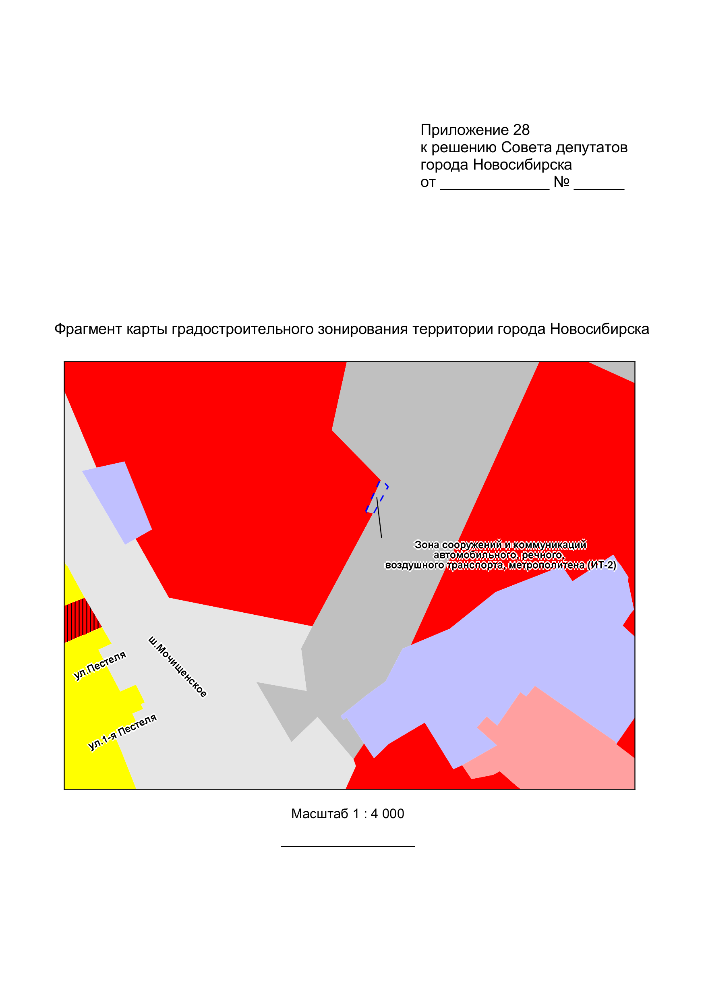 Приложение 28
к решению Совета депутатов
города Новосибирска
от _____________ № ______
Фрагмент карты градостроительного зонирования территории города Новосибирска
Зона сооружений и коммуникаций
автомобильного, речного,
воздушного транспорта, метрополитена (ИТ-2)
ш.Мочищенское
ул.Пестеля
ул.1-я Пестеля
Масштаб 1 : 4 000